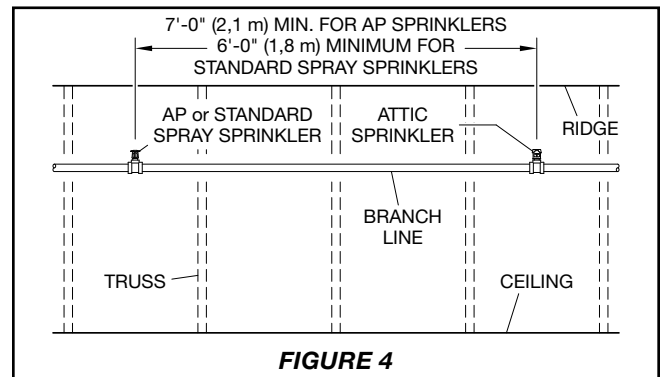 7'-0" (2,1 m) MIN. FOR AP SPRINKLERS
6'-0" (1,8 m) MINIMUM FOR
STANDARD SPRAY SPRINKLERS
AP or STANDARD
SPRAY SPRINKLER
ATTIC
SPRINKLER
RIDGE
BRANCH
LINE
TRUSS
CEILING
FIGURE 4